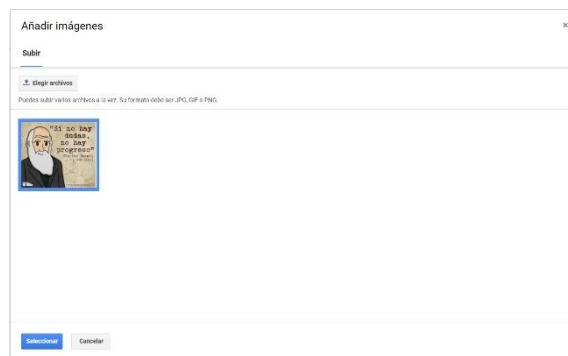 Añadir imágenes
×
Subir
Elegir archivos
Puedes subir varios archivos a la vez. Su formato debe ser JPG, GIF o PNG.
"Si no hay
dudas,
no hay
progreso"
Seleccionar
Cancelar